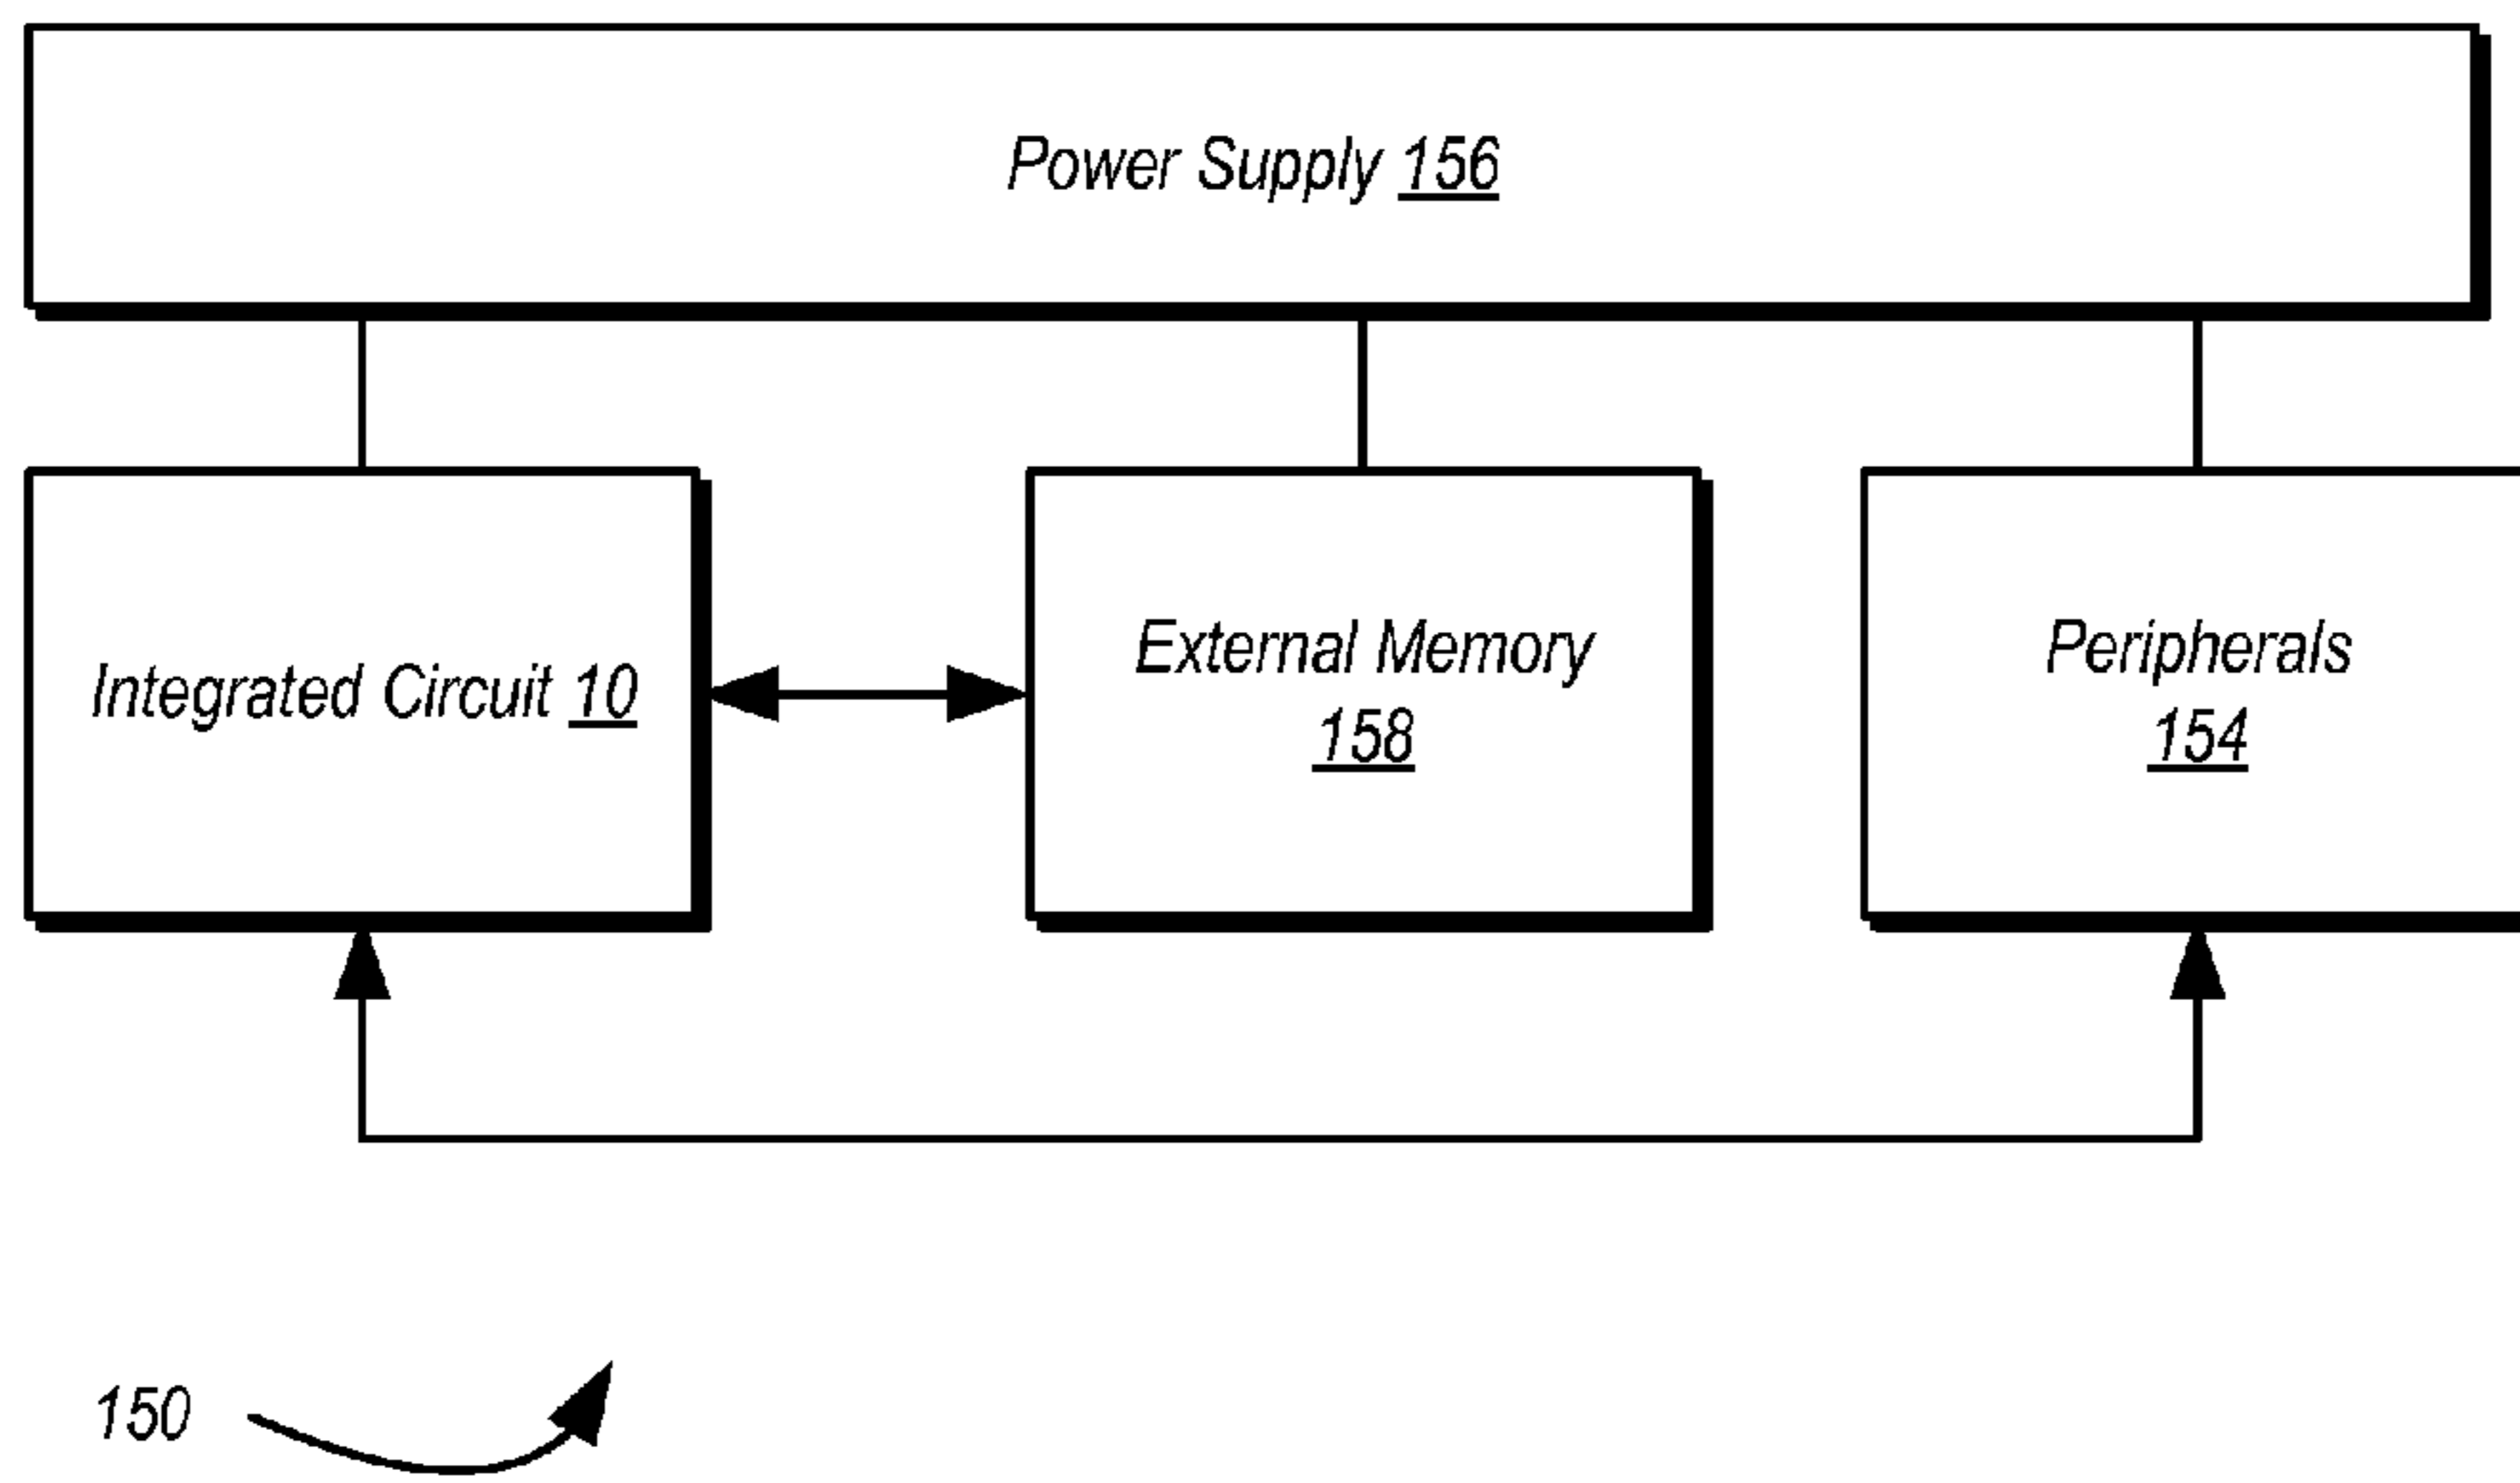 Power Supply 156
Integrated Circuit 10
External Memory
158
Peripherals
154
150